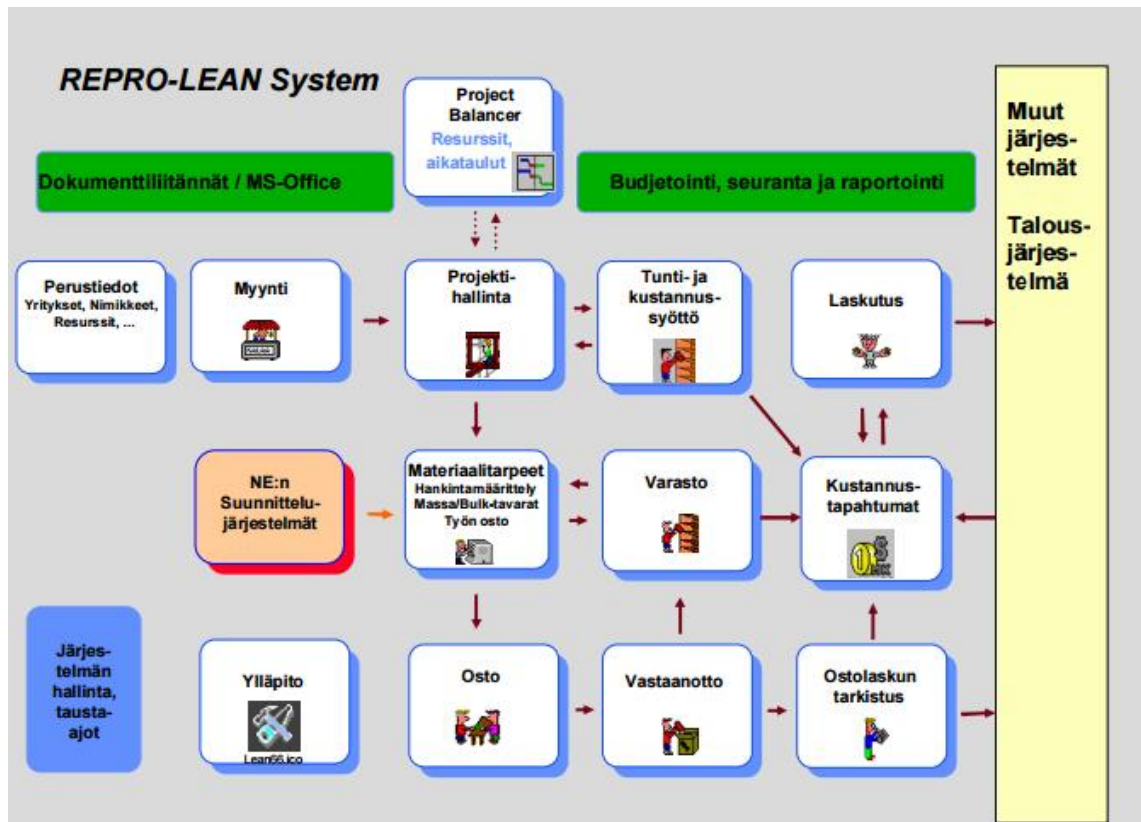 REPRO-LEAN System
Project
Balancer
Resurssit,
aikataulut
Dokumenttiliitännät / MS-Office
Budjetointi, seuranta ja raportointi
Muut
järjes-
telmät
Talous-
järjes-
telmä
Perustiedot
Yritykset, Nimikkeet,
Resurssit, ...
Myynti
Projekti-
hallinta
Tunti- ja
kustannus-
syöttö
Laskutus
NE:n
Suunnittelu-
järjestelmät
Materiaalitarpeet
Hankintamäärittely
Massa/Bulk-tavarat
Työn osto
Varasto
Kustannus-
tapahtumat
Järjes-
telmän
hallinta,
tausta-
ajot
Ylläpito
Lean66.ico
Osto
Vastaanotto
Ostolaskun
tarkistus